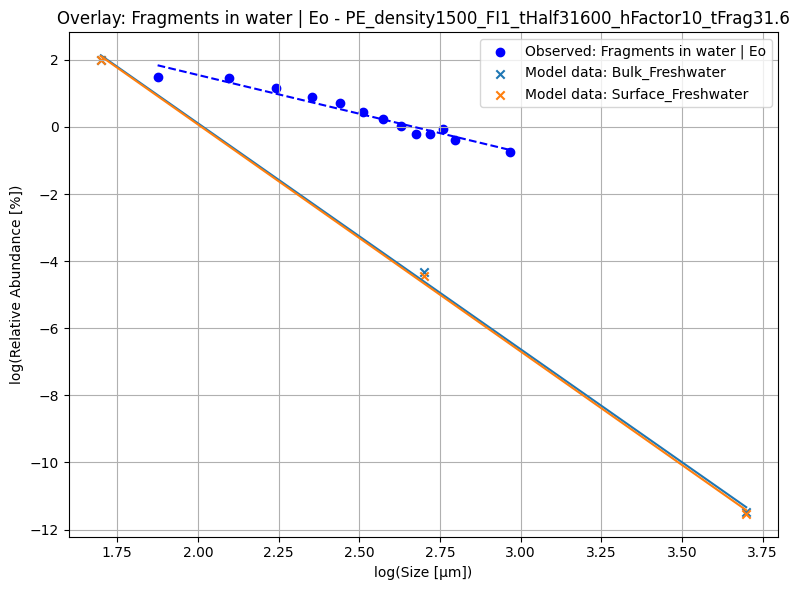 Overlay: Fragments in water | Eo - PE_density1500_FI1_tHalf31600_hFactor10_tFrag31.6
Observed: Fragments in water | Eo
Model data: Bulk_Freshwater
Model data: Surface_Freshwater
log(Relative Abundance [%])
2
0
−2
−4
−6
−8
−10
−12
1.75
2.00
2.25
2.50
2.75
3.00
3.25
3.50
3.75
log(Size [μm])